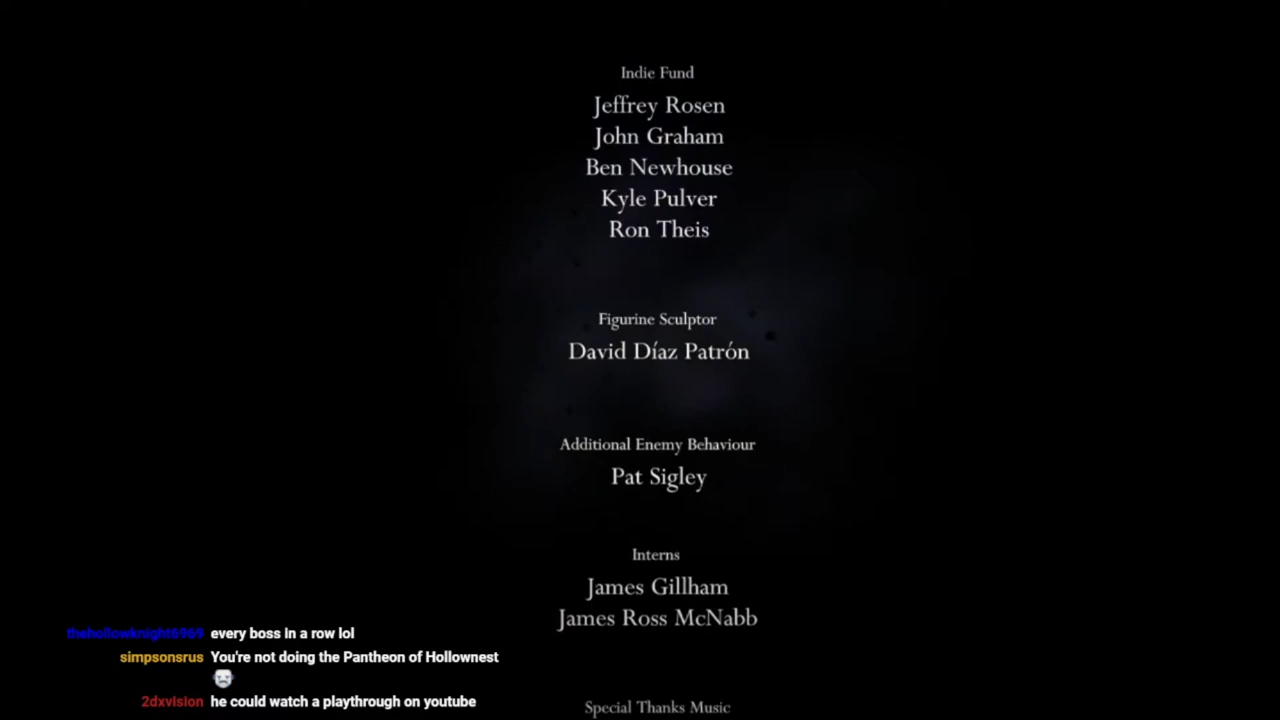 Indie Fund
Jeffrey Rosen
John Graham
Ben Newhouse
Kyle Pulver
Ron Theis
Figurine Sculptor
David Díaz Patrón
Additional Enemy Behaviour
Pat Sigley
Interns
James Gillham
James Ross McNabb
Special Thanks Music
thehollowknight6969 every boss in a row lol
simpsonsrus You're not doing the Pantheon of Hollownest
2dxvision he could watch a playthrough on youtube